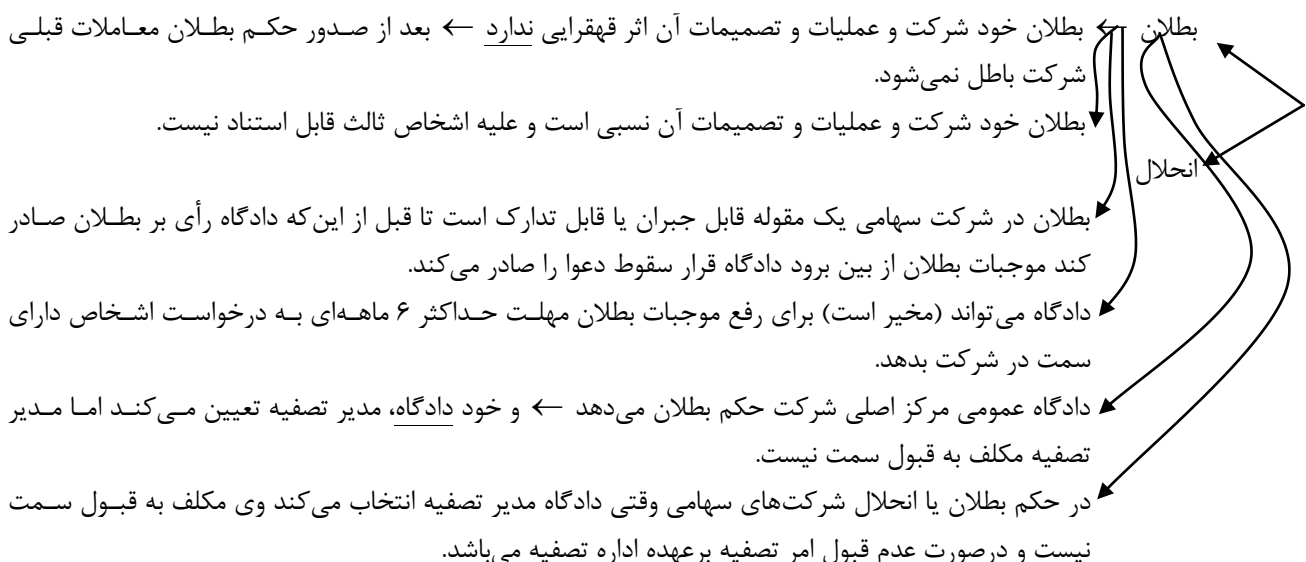 بطلان ← بطلان خود شرکت و عملیات و تصمیمات آن اثر قهقرایی ندارد ← بعد از صدور حکم بطلان معاملات قبلی
شرکت باطل نمی‌شود.
بطلان خود شرکت و عملیات و تصمیمات آن نسبی است و علیه اشخاص ثالث قابل استناد نیست.
انحلال
بطلان در شرکت سهامی یک مقوله قابل جبران یا قابل تدارک است تا قبل از این‌که دادگاه رأی بر بطلان صادر
کند موجبات بطلان از بین برود دادگاه قرار سقوط دعوا را صادر می‌کند.
دادگاه می‌تواند (مخیر است) برای رفع موجبات بطلان مهلت حداکثر ۶ ماهه‌ای به درخواست اشخاص دارای
سمت در شرکت بدهد.
دادگاه عمومی مرکز اصلی شرکت حکم بطلان می‌دهد ← و خود دادگاه، مدیر تصفیه تعیین می‌کند اما مدیر
تصفیه مکلف به قبول سمت نیست.
در حکم بطلان یا انحلال شرکت‌های سهامی وقتی دادگاه مدیر تصفیه انتخاب می‌کند وی مکلف به قبول سمت
نیست و درصورت عدم قبول امر تصفیه برعهده اداره تصفیه می‌باشد.